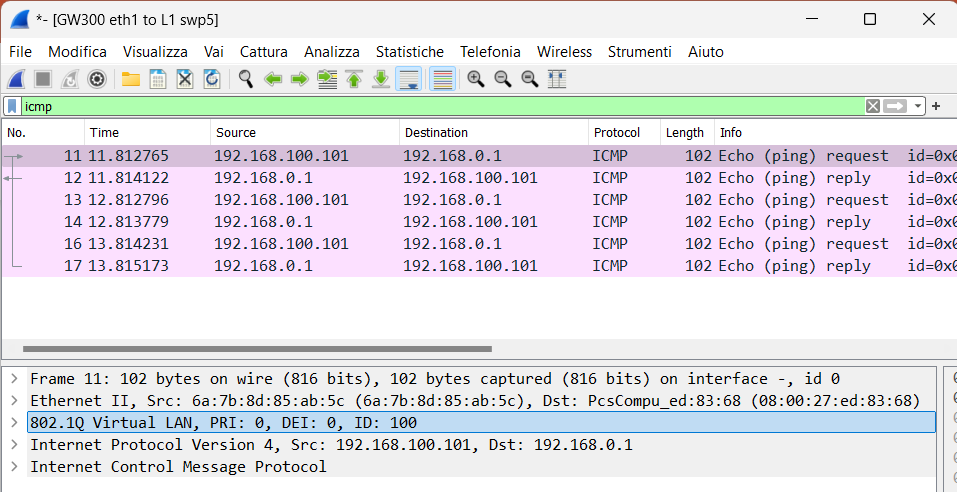 *- [GW300 eth1 to L1 swp5]
File Modifica Visualizza Vai Cattura Analizza Statistiche Telefonia Wireless Strumenti Aiuto
icmp
No. Time Source Destination Protocol Length Info
11 11.812765 192.168.100.101 192.168.0.1 ICMP 102 Echo (ping) request id=0x0
12 11.814122 192.168.0.1 192.168.100.101 ICMP 102 Echo (ping) reply id=0x0
13 12.812796 192.168.100.101 192.168.0.1 ICMP 102 Echo (ping) request id=0x0
14 12.813779 192.168.0.1 192.168.100.101 ICMP 102 Echo (ping) reply id=0x0
16 13.814231 192.168.100.101 192.168.0.1 ICMP 102 Echo (ping) request id=0x0
17 13.815173 192.168.0.1 192.168.100.101 ICMP 102 Echo (ping) reply id=0x0
Frame 11: 102 bytes on wire (816 bits), 102 bytes captured (816 bits) on interface -, id 0
Ethernet II, Src: 6a:7b:8d:85:ab:5c (6a:7b:8d:85:ab:5c), Dst: PcsCompu_ed:83:68 (08:00:27:ed:83:68)
802.1Q Virtual LAN, PRI: 0, DEI: 0, ID: 100
Internet Protocol Version 4, Src: 192.168.100.101, Dst: 192.168.0.1
Internet Control Message Protocol